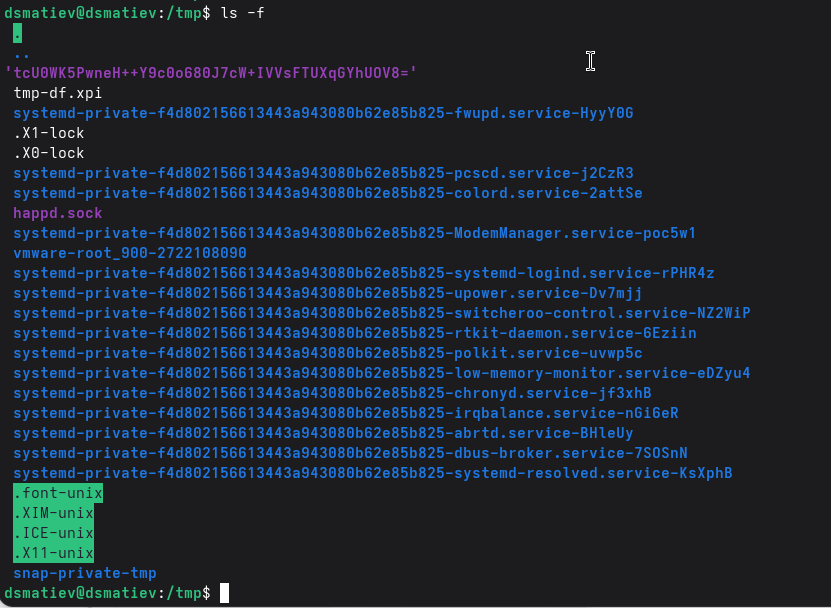 dsmatiev@dsmatiev:/tmp$ ls -f
.
..
'tcU0WK5PwneH++Y9c0o680J7cW+IVVsFTUXqGYhUOV8='
tmp-df.xpi
systemd-private-f4d802156613443a943080b62e85b825-fwupd.service-HyyY0G
.X1-lock
.X0-lock
systemd-private-f4d802156613443a943080b62e85b825-pcscd.service-j2CzR3
systemd-private-f4d802156613443a943080b62e85b825-colord.service-2attSe
happd.sock
systemd-private-f4d802156613443a943080b62e85b825-ModemManager.service-poc5w1
vmware-root_900-2722108090
systemd-private-f4d802156613443a943080b62e85b825-systemd-logind.service-rPHR4z
systemd-private-f4d802156613443a943080b62e85b825-upower.service-Dv7mjj
systemd-private-f4d802156613443a943080b62e85b825-switcheroo-control.service-NZ2WiP
systemd-private-f4d802156613443a943080b62e85b825-rtkit-daemon.service-6Eziin
systemd-private-f4d802156613443a943080b62e85b825-polkit.service-uvwp5c
systemd-private-f4d802156613443a943080b62e85b825-low-memory-monitor.service-eDZyu4
systemd-private-f4d802156613443a943080b62e85b825-chronyd.service-jf3xhB
systemd-private-f4d802156613443a943080b62e85b825-irqbalance.service-nGi6eR
systemd-private-f4d802156613443a943080b62e85b825-abrtd.service-BHleUy
systemd-private-f4d802156613443a943080b62e85b825-dbus-broker.service-7SOSnN
systemd-private-f4d802156613443a943080b62e85b825-systemd-resolved.service-KsXphB
.font-unix
.XIM-unix
.ICE-unix
.X11-unix
snap-private-tmp
dsmatiev@dsmatiev:/tmp$